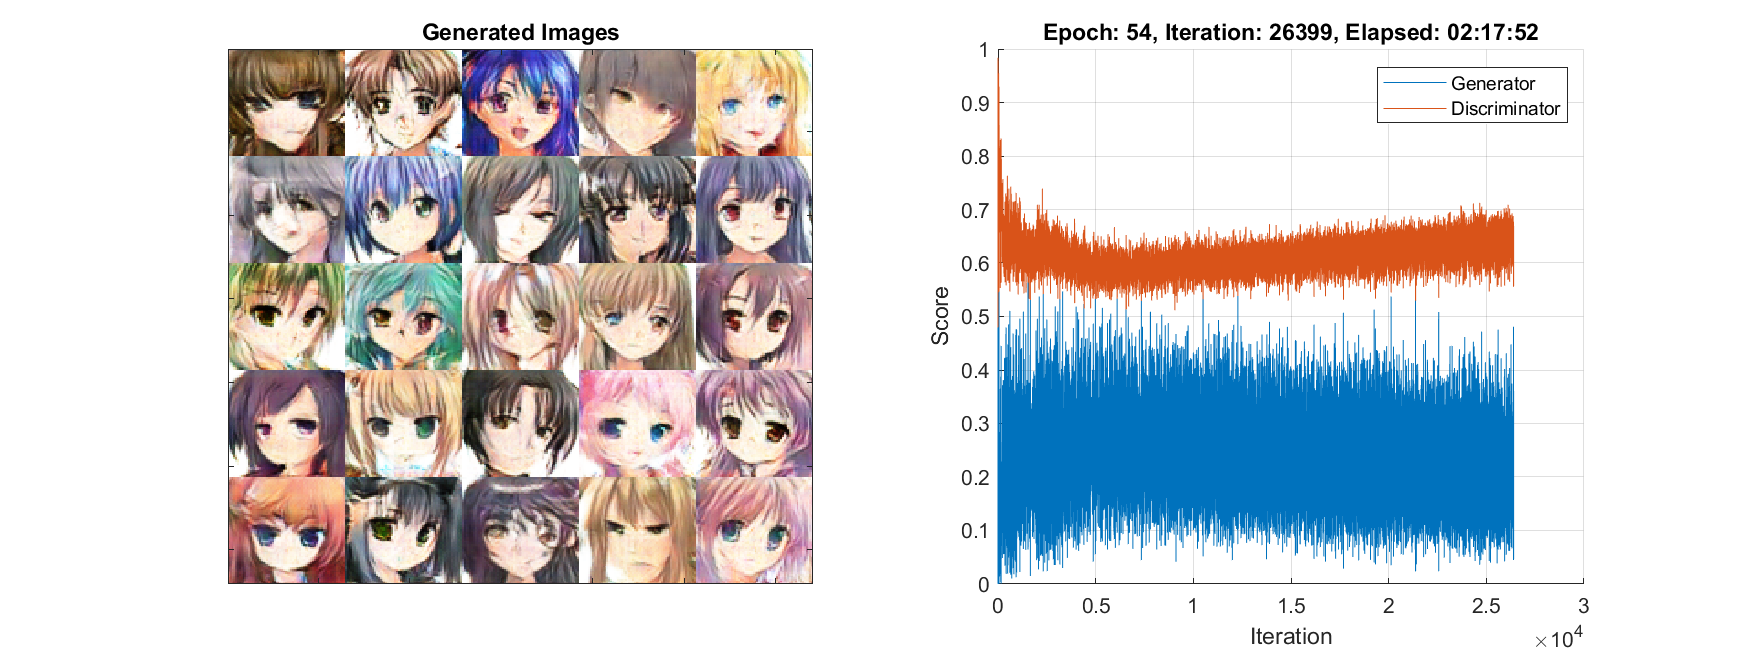 Generated Images
Epoch: 54, Iteration: 26399, Elapsed: 02:17:52
1
0.9
0.8
0.7
0.6
0.5
0.4
0.3
0.2
0.1
0
Score
Generator
Discriminator
0 0.5 1 1.5 2 2.5 3
Iteration
×10⁴